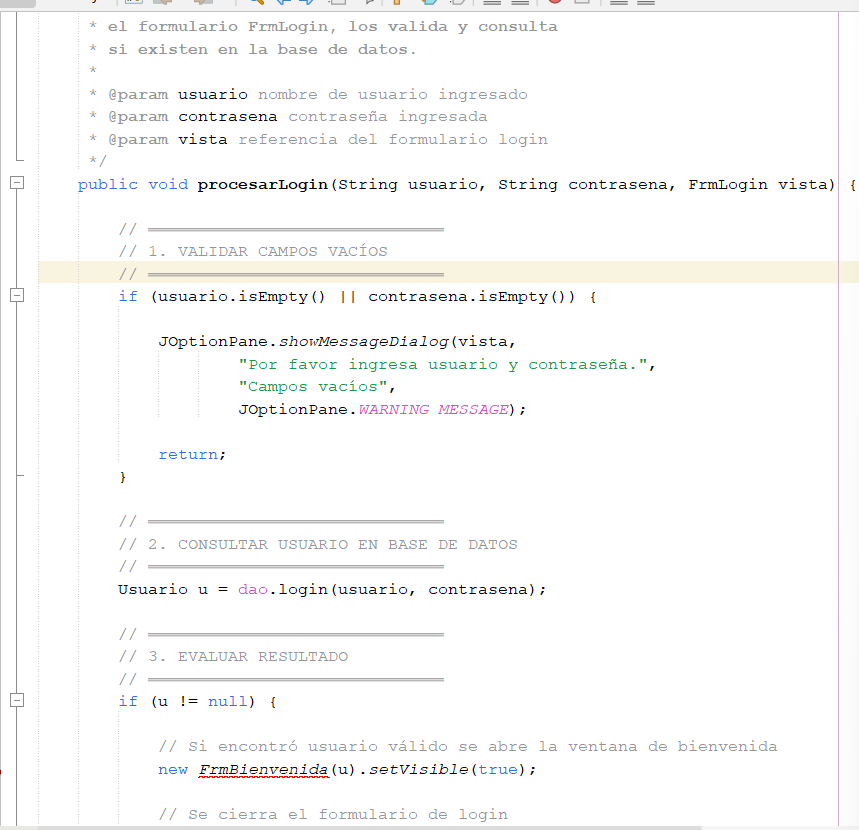 * el formulario FrmLogin, los valida y consulta
* si existen en la base de datos.
*
* @param usuario nombre de usuario ingresado
* @param contrasena contraseña ingresada
* @param vista referencia del formulario login
*/
public void procesarLogin(String usuario, String contrasena, FrmLogin vista) {
// ═════════════════════════════════════
// 1. VALIDAR CAMPOS VACÍOS
// ═════════════════════════════════════
if (usuario.isEmpty() || contrasena.isEmpty()) {
JOptionPane.showMessageDialog(vista,
"Por favor ingresa usuario y contraseña.",
"Campos vacíos",
JOptionPane.WARNING_MESSAGE);
return;
}
// ═════════════════════════════════════
// 2. CONSULTAR USUARIO EN BASE DE DATOS
// ═════════════════════════════════════
Usuario u = dao.login(usuario, contrasena);
// ═════════════════════════════════════
// 3. EVALUAR RESULTADO
// ═════════════════════════════════════
if (u != null) {
// Si encontró usuario válido se abre la ventana de bienvenida
new FrmBienvenida(u).setVisible(true);
// Se cierra el formulario de login